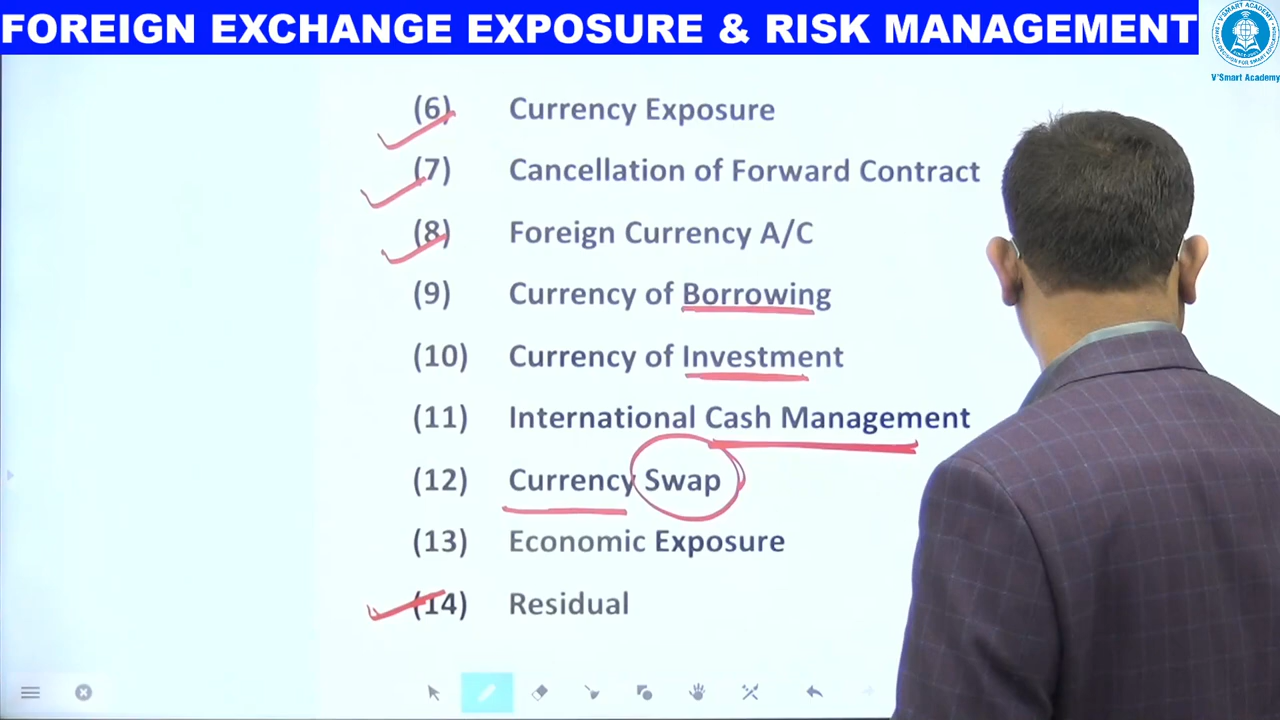 FOREIGN EXCHANGE EXPOSURE & RISK MANAGEMENT
V'Smart Academy
(6) Currency Exposure
(7) Cancellation of Forward Contract
(8) Foreign Currency A/C
(9) Currency of Borrowing
(10) Currency of Investment
(11) International Cash Management
(12) Currency Swap
(13) Economic Exposure
(14) Residual